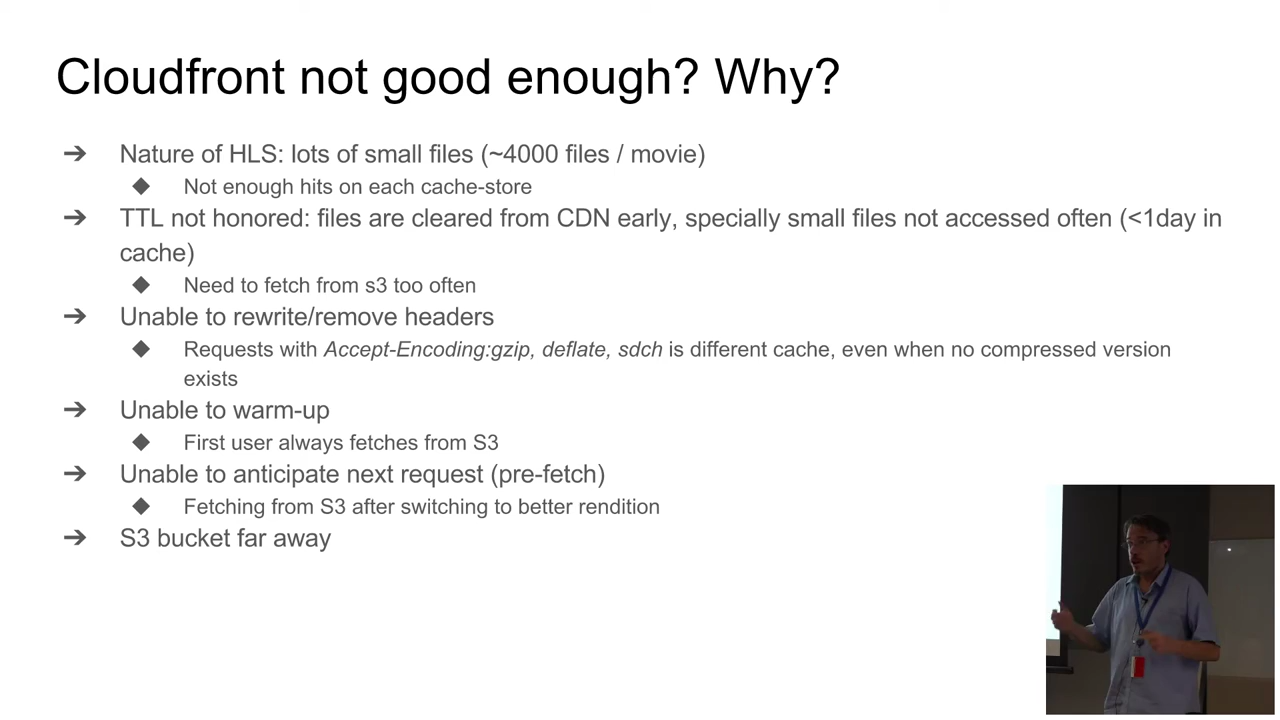 Cloudfront not good enough? Why?
➔ Nature of HLS: lots of small files (~4000 files / movie)
◆ Not enough hits on each cache-store
➔ TTL not honored: files are cleared from CDN early, specially small files not accessed often (<1day in
cache)
◆ Need to fetch from s3 too often
➔ Unable to rewrite/remove headers
◆ Requests with Accept-Encoding:gzip, deflate, sdch is different cache, even when no compressed version
exists
➔ Unable to warm-up
◆ First user always fetches from S3
➔ Unable to anticipate next request (pre-fetch)
◆ Fetching from S3 after switching to better rendition
➔ S3 bucket far away